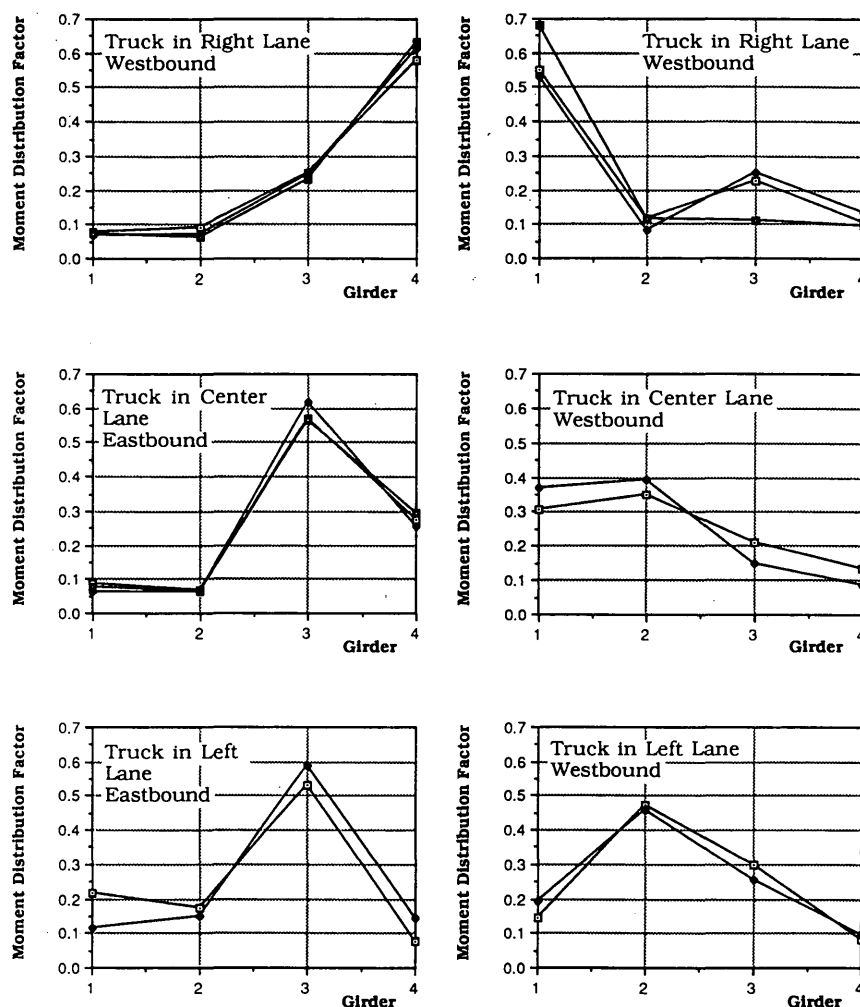 Moment Distribution Factor
0.7
0.6
0.5
0.4
0.3
0.2
0.1
0.0
Truck in Right Lane
Westbound
1 2 3 4
Girder
Moment Distribution Factor
0.7
0.6
0.5
0.4
0.3
0.2
0.1
0.0
Truck in Right Lane
Westbound
1 2 3 4
Girder
Moment Distribution Factor
0.7
0.6
0.5
0.4
0.3
0.2
0.1
0.0
Truck in Center
Lane
Eastbound
1 2 3 4
Girder
Moment Distribution Factor
0.7
0.6
0.5
0.4
0.3
0.2
0.1
0.0
Truck in Center Lane
Westbound
1 2 3 4
Girder
Moment Distribution Factor
0.7
0.6
0.5
0.4
0.3
0.2
0.1
0.0
Truck in Left
Lane
Eastbound
1 2 3 4
Girder
Moment Distribution Factor
0.7
0.6
0.5
0.4
0.3
0.2
0.1
0.0
Truck in Left Lane
Westbound
1 2 3 4
Girder